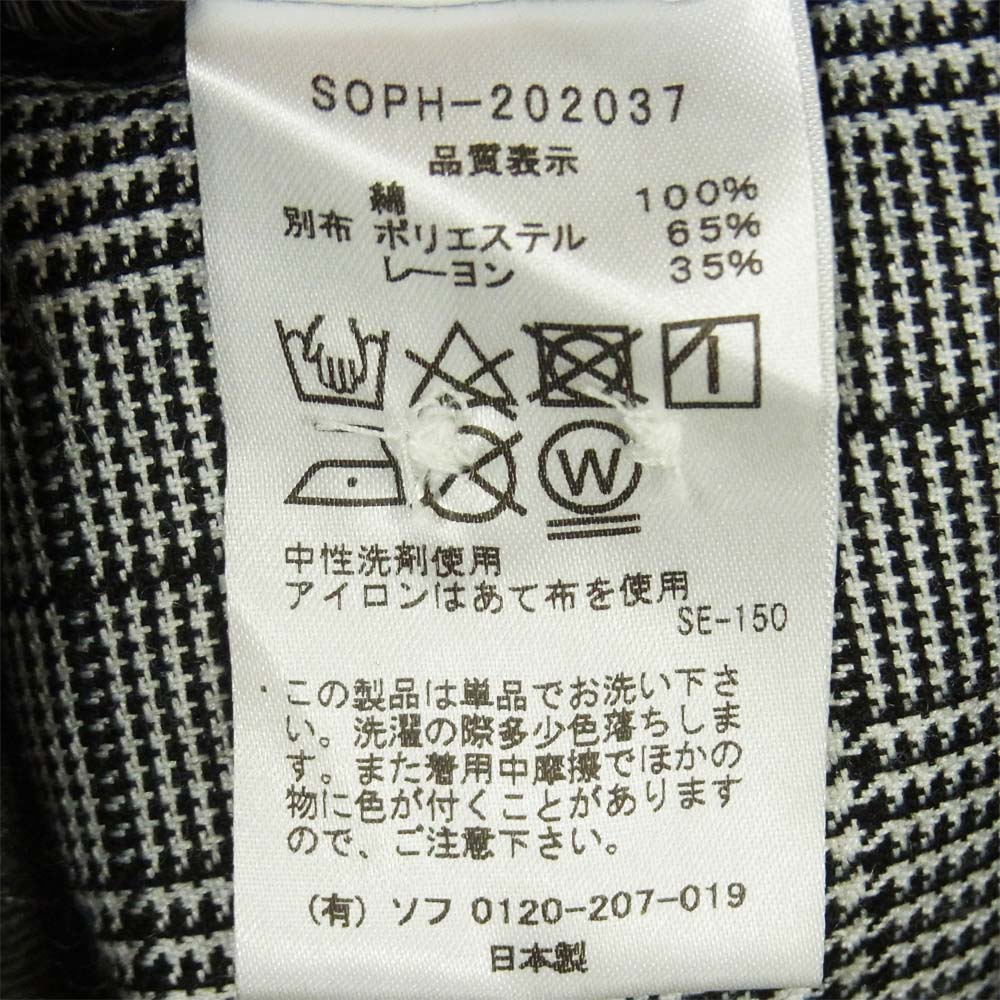 SOPH-202037
品質表示
綿 100%
別布 ポリエステル 65%
レーヨン 35%
W
中性洗剤使用
アイロンはあて布を使用
SE-150
この製品は単品でお洗い下さ
い。洗濯の際多少色落ちしま
す。また着用中摩擦でほかの
物に色が付くことがあります
ので、ご注意下さい。
(有) ソフ 0120-207-019
日本製